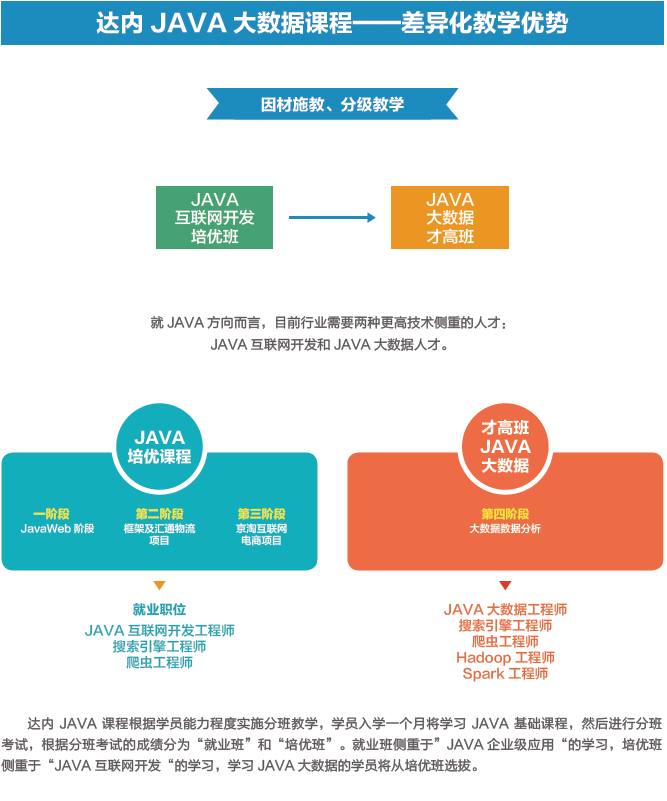 达内 JAVA 大数据课程——差异化教学优势
因材施教、分级教学
JAVA
互联网开发
培优班
JAVA
大数据
才高班
就 JAVA 方向而言，目前行业需要两种更高技术侧重的人才：
JAVA 互联网开发和 JAVA 大数据人才。
JAVA
培优课程
一阶段
JavaWeb 阶段
第二阶段
框架及汇通物流
项目
第三阶段
京淘互联网
电商项目
就业职位
JAVA 互联网开发工程师
搜索引擎工程师
爬虫工程师
才高班
JAVA
大数据
第四阶段
大数据数据分析
JAVA 大数据工程师
搜索引擎工程师
爬虫工程师
Hadoop 工程师
Spark 工程师
达内 JAVA 课程根据学员能力程度实施分班教学，学员入学一个月将学习 JAVA 基础课程，然后进行分班
考试，根据分班考试的成绩分为“就业班”和“培优班”。就业班侧重于”JAVA 企业级应用“的学习，培优班
侧重于“JAVA 互联网开发“的学习，学习 JAVA 大数据的学员将从培优班选拔。